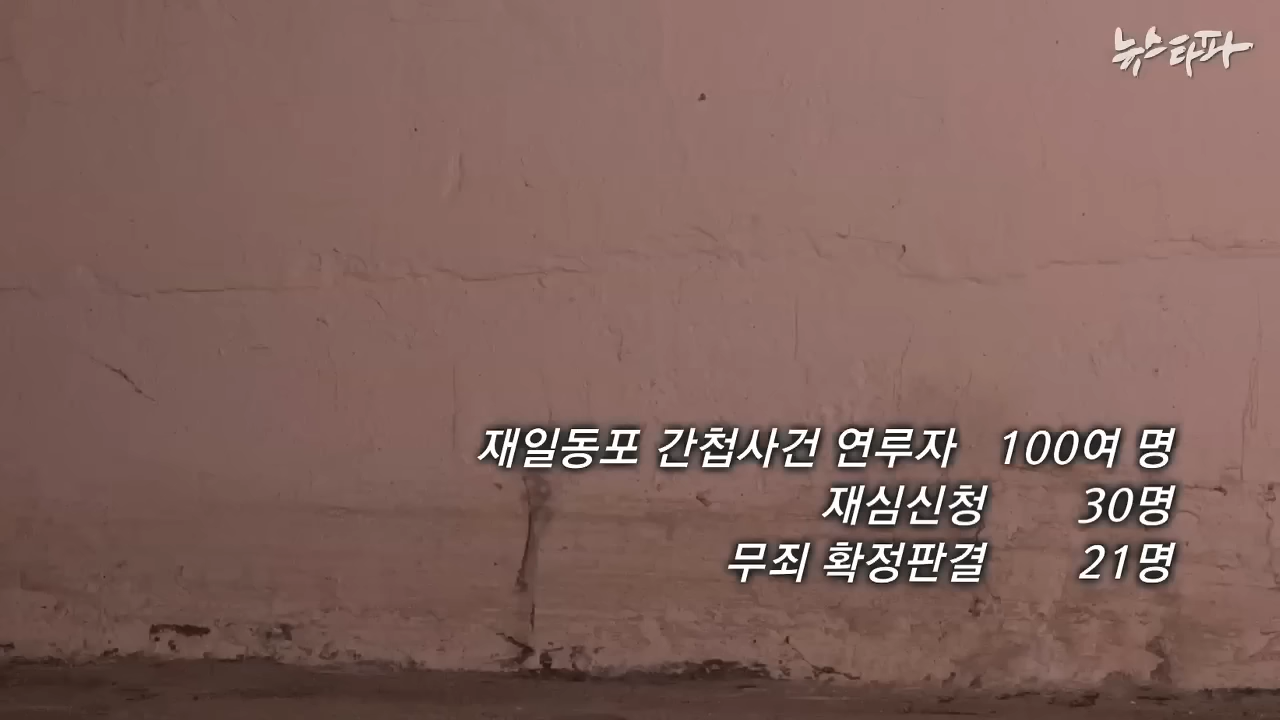 뉴스타파
재일동포 간첩사건 연루자 100여 명
재심신청 30명
무죄 확정판결 21명